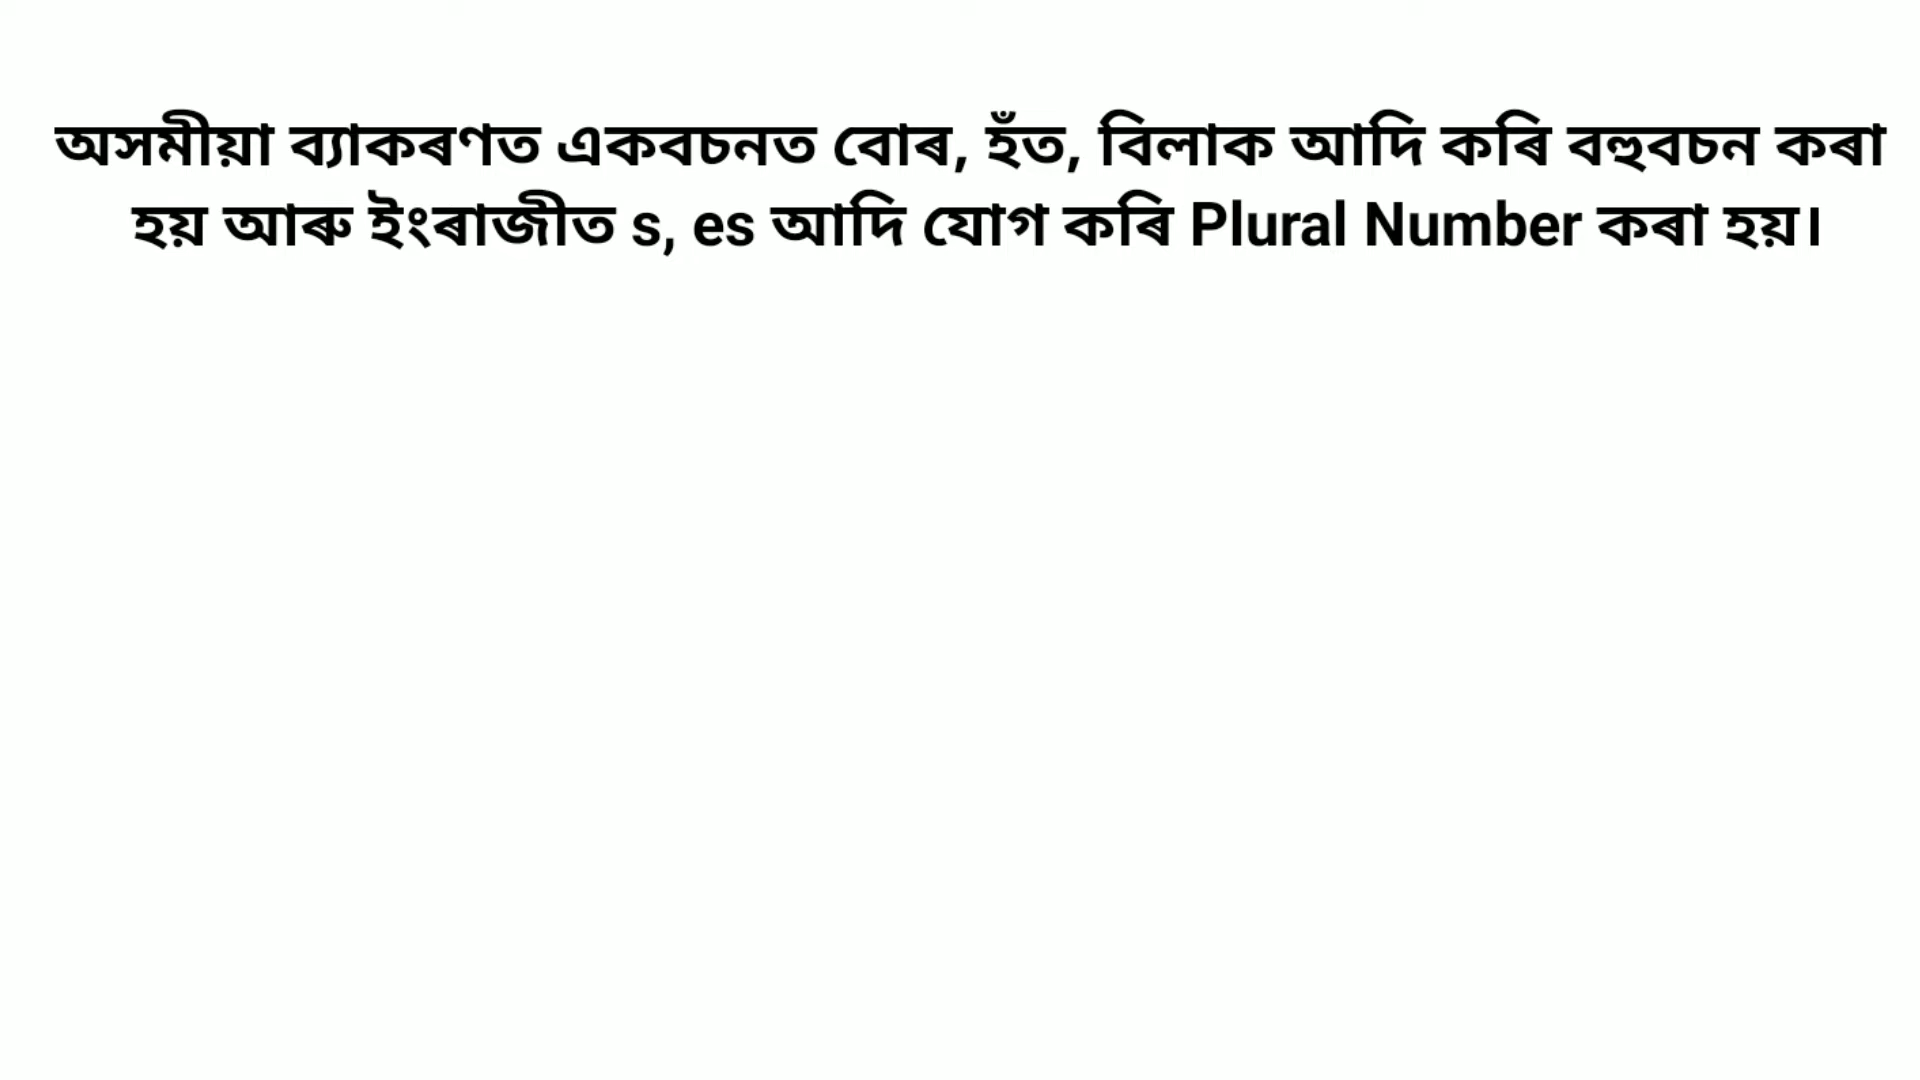 অসমীয়া ব্যাকৰণত একবচনত বোৰ, হঁত, বিলাক আদি কৰি বহুবচন কৰা
হয় আৰু ইংৰাজীত s, es আদি যোগ কৰি Plural Number কৰা হয়।